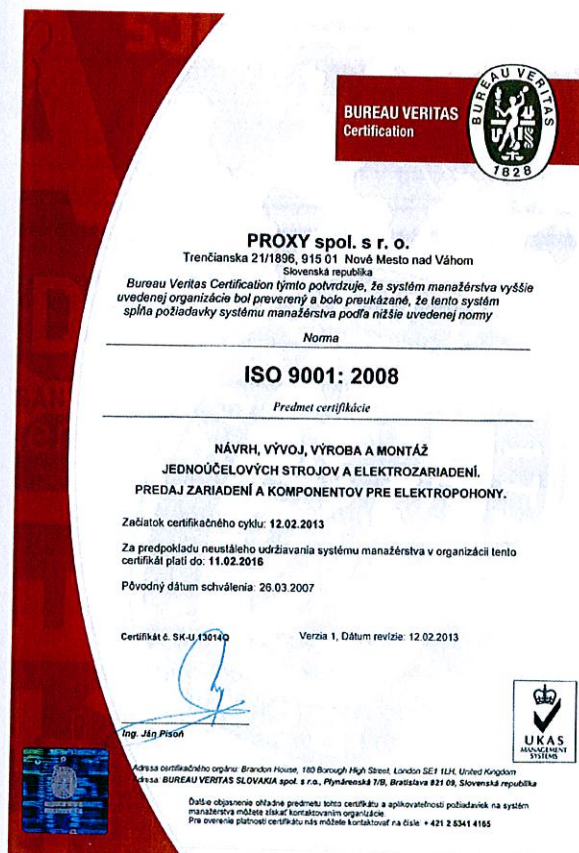 BUREAU VERITAS
Certification
BUREAU VERITAS
1828
PROXY spol. s r. o.
Trenčianska 21/1896, 915 01 Nové Mesto nad Váhom
Slovenská republika
Bureau Veritas Certification týmto potvrdzuje, že systém manažérstva vyššie
uvedenej organizácie bol preverený a bolo preukázané, že tento systém
spĺňa požiadavky systému manažérstva podľa nižšie uvedenej normy
Norma
ISO 9001: 2008
Predmet certifikácie
NÁVRH, VÝVOJ, VÝROBA A MONTÁŽ
JEDNOÚČELOVÝCH STROJOV A ELEKTROZARIADENÍ.
PREDAJ ZARIADENÍ A KOMPONENTOV PRE ELEKTROPOHONY.
Začiatok certifikačného cyklu: 12.02.2013
Za predpokladu neustáleho udržiavania systému manažérstva v organizácii tento
certifikát platí do: 11.02.2016
Pôvodný dátum schválenia: 26.03.2007
Certifikát č. SK-U 13014Q Verzia 1, Dátum revízie: 12.02.2013
Ing. Ján Pisoň
UKAS
MANAGEMENT
SYSTEMS
Adresa certifikačného orgánu: Brandon House, 180 Borough High Street, London SE1 1LH, United Kingdom
Adresa: BUREAU VERITAS SLOVAKIA spol. s r.o., Plynárenská 7/B, Bratislava 821 09, Slovenská republika
Ďalšie objasnenie ohľadne predmetu tohto certifikátu a aplikovateľnosti požiadaviek na systém
manažérstva môžete získať kontaktovaním organizácie.
Pre overenie platnosti certifikátu nás môžete kontaktovať na čísle: + 421 2 5341 4165